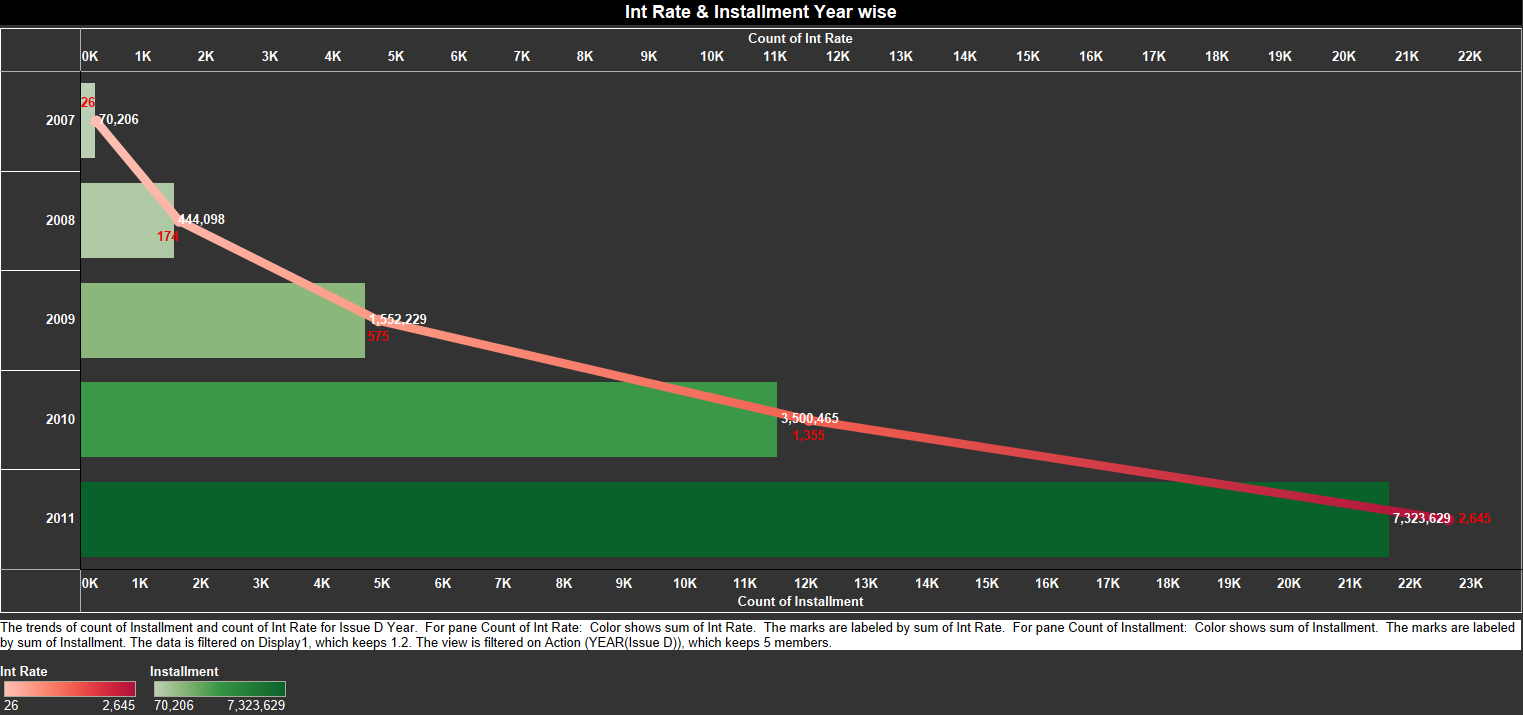 Int Rate & Installment Year wise
Count of Int Rate
0K 1K 2K 3K 4K 5K 6K 7K 8K 9K 10K 11K 12K 13K 14K 15K 16K 17K 18K 19K 20K 21K 22K
26
2007 70,206
2008 444,098
174
2009 1,552,229
575
2010 3,500,465
1,355
2011 7,323,629 2,645
0K 1K 2K 3K 4K 5K 6K 7K 8K 9K 10K 11K 12K 13K 14K 15K 16K 17K 18K 19K 20K 21K 22K 23K
Count of Installment
The trends of count of Installment and count of Int Rate for Issue D Year. For pane Count of Int Rate: Color shows sum of Int Rate. The marks are labeled by sum of Int Rate. For pane Count of Installment: Color shows sum of Installment. The marks are labeled
by sum of Installment. The data is filtered on Display1, which keeps 1.2. The view is filtered on Action (YEAR(Issue D)), which keeps 5 members.
Int Rate Installment
26 2,645 70,206 7,323,629